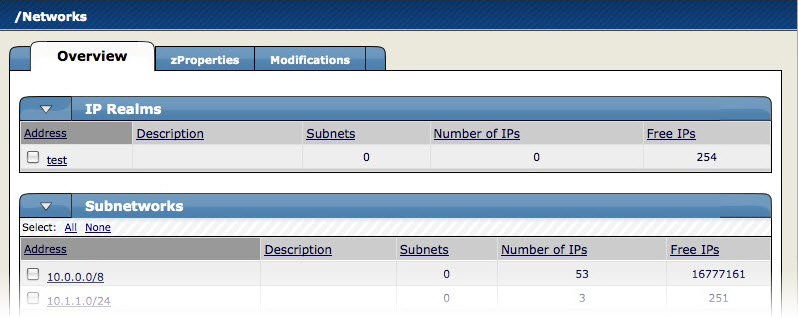 /Networks
Overview zProperties Modifications
IP Realms
Address Description Subnets Number of IPs Free IPs
test 0 0 254
Subnetworks
Select: All None
Address Description Subnets Number of IPs Free IPs
10.0.0.0/8 0 53 16777161
10.1.1.0/24 0 3 251